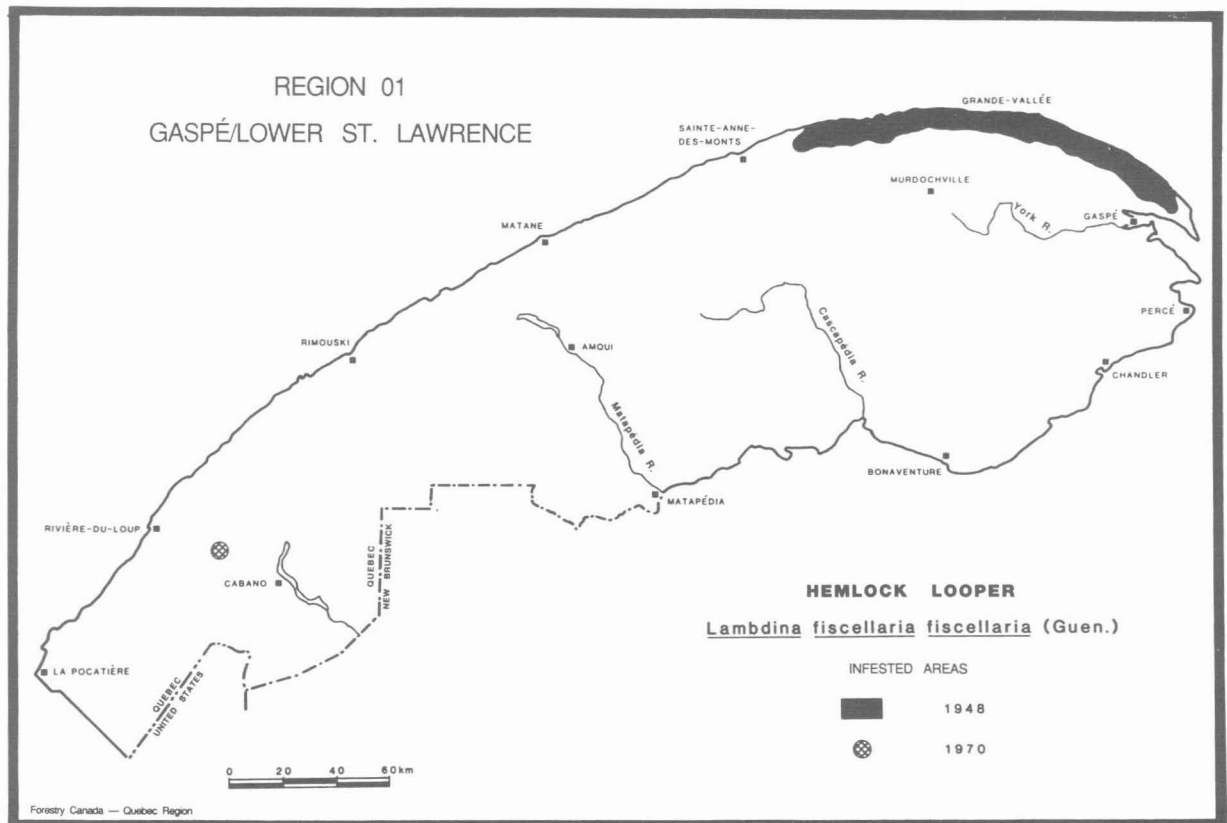 REGION 01
GASPÉ/LOWER ST. LAWRENCE
GRANDE-VALLÉE
SAINTE-ANNE-
DES-MONTS
MURDOCHVILLE
York R.
GASPÉ
MATANE
PERCÉ
Cascapédia R.
RIMOUSKI
AMQUI
CHANDLER
Matapédia R.
BONAVENTURE
MATAPÉDIA
RIVIÈRE-DU-LOUP
QUEBEC
NEW BRUNSWICK
CABANO
HEMLOCK LOOPER
Lambdina fiscellaria fiscellaria (Guen.)
LA POCATIÈRE
QUEBEC
UNITED STATES
INFESTED AREAS
1948
1970
0 20 40 60 km
Forestry Canada — Quebec Region